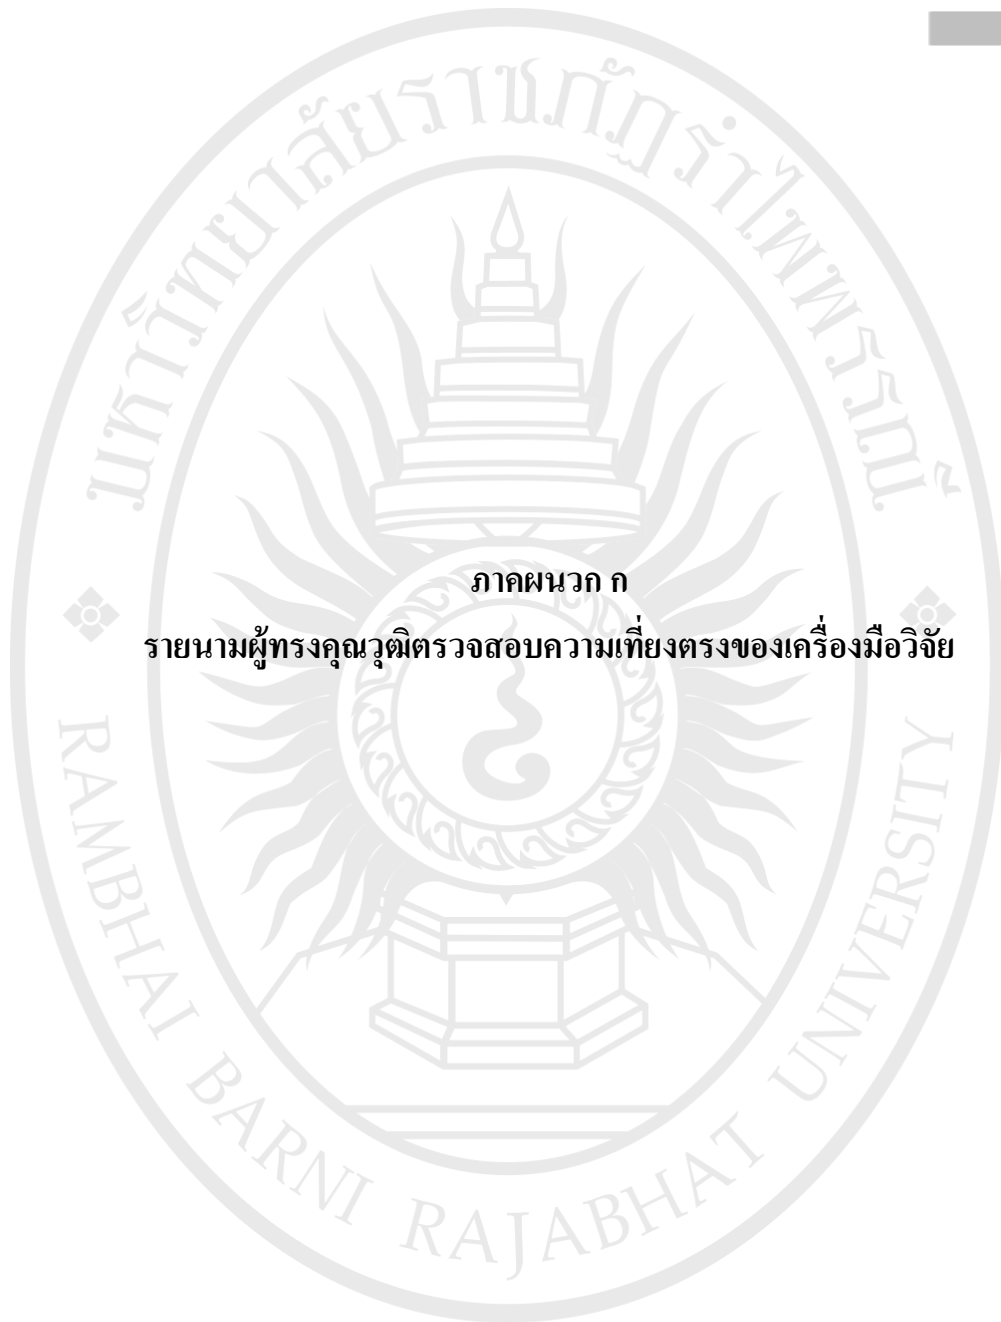 ภาคผนวก ก
รายนามผู้ทรงคุณวุฒิตรวจสอบความเที่ยงตรงของเครื่องมือวิจัย
มหาวิทยาลัยราชภัฏรำไพพรรณี
RAMBHAI BARNI RAJABHAT UNIVERSITY